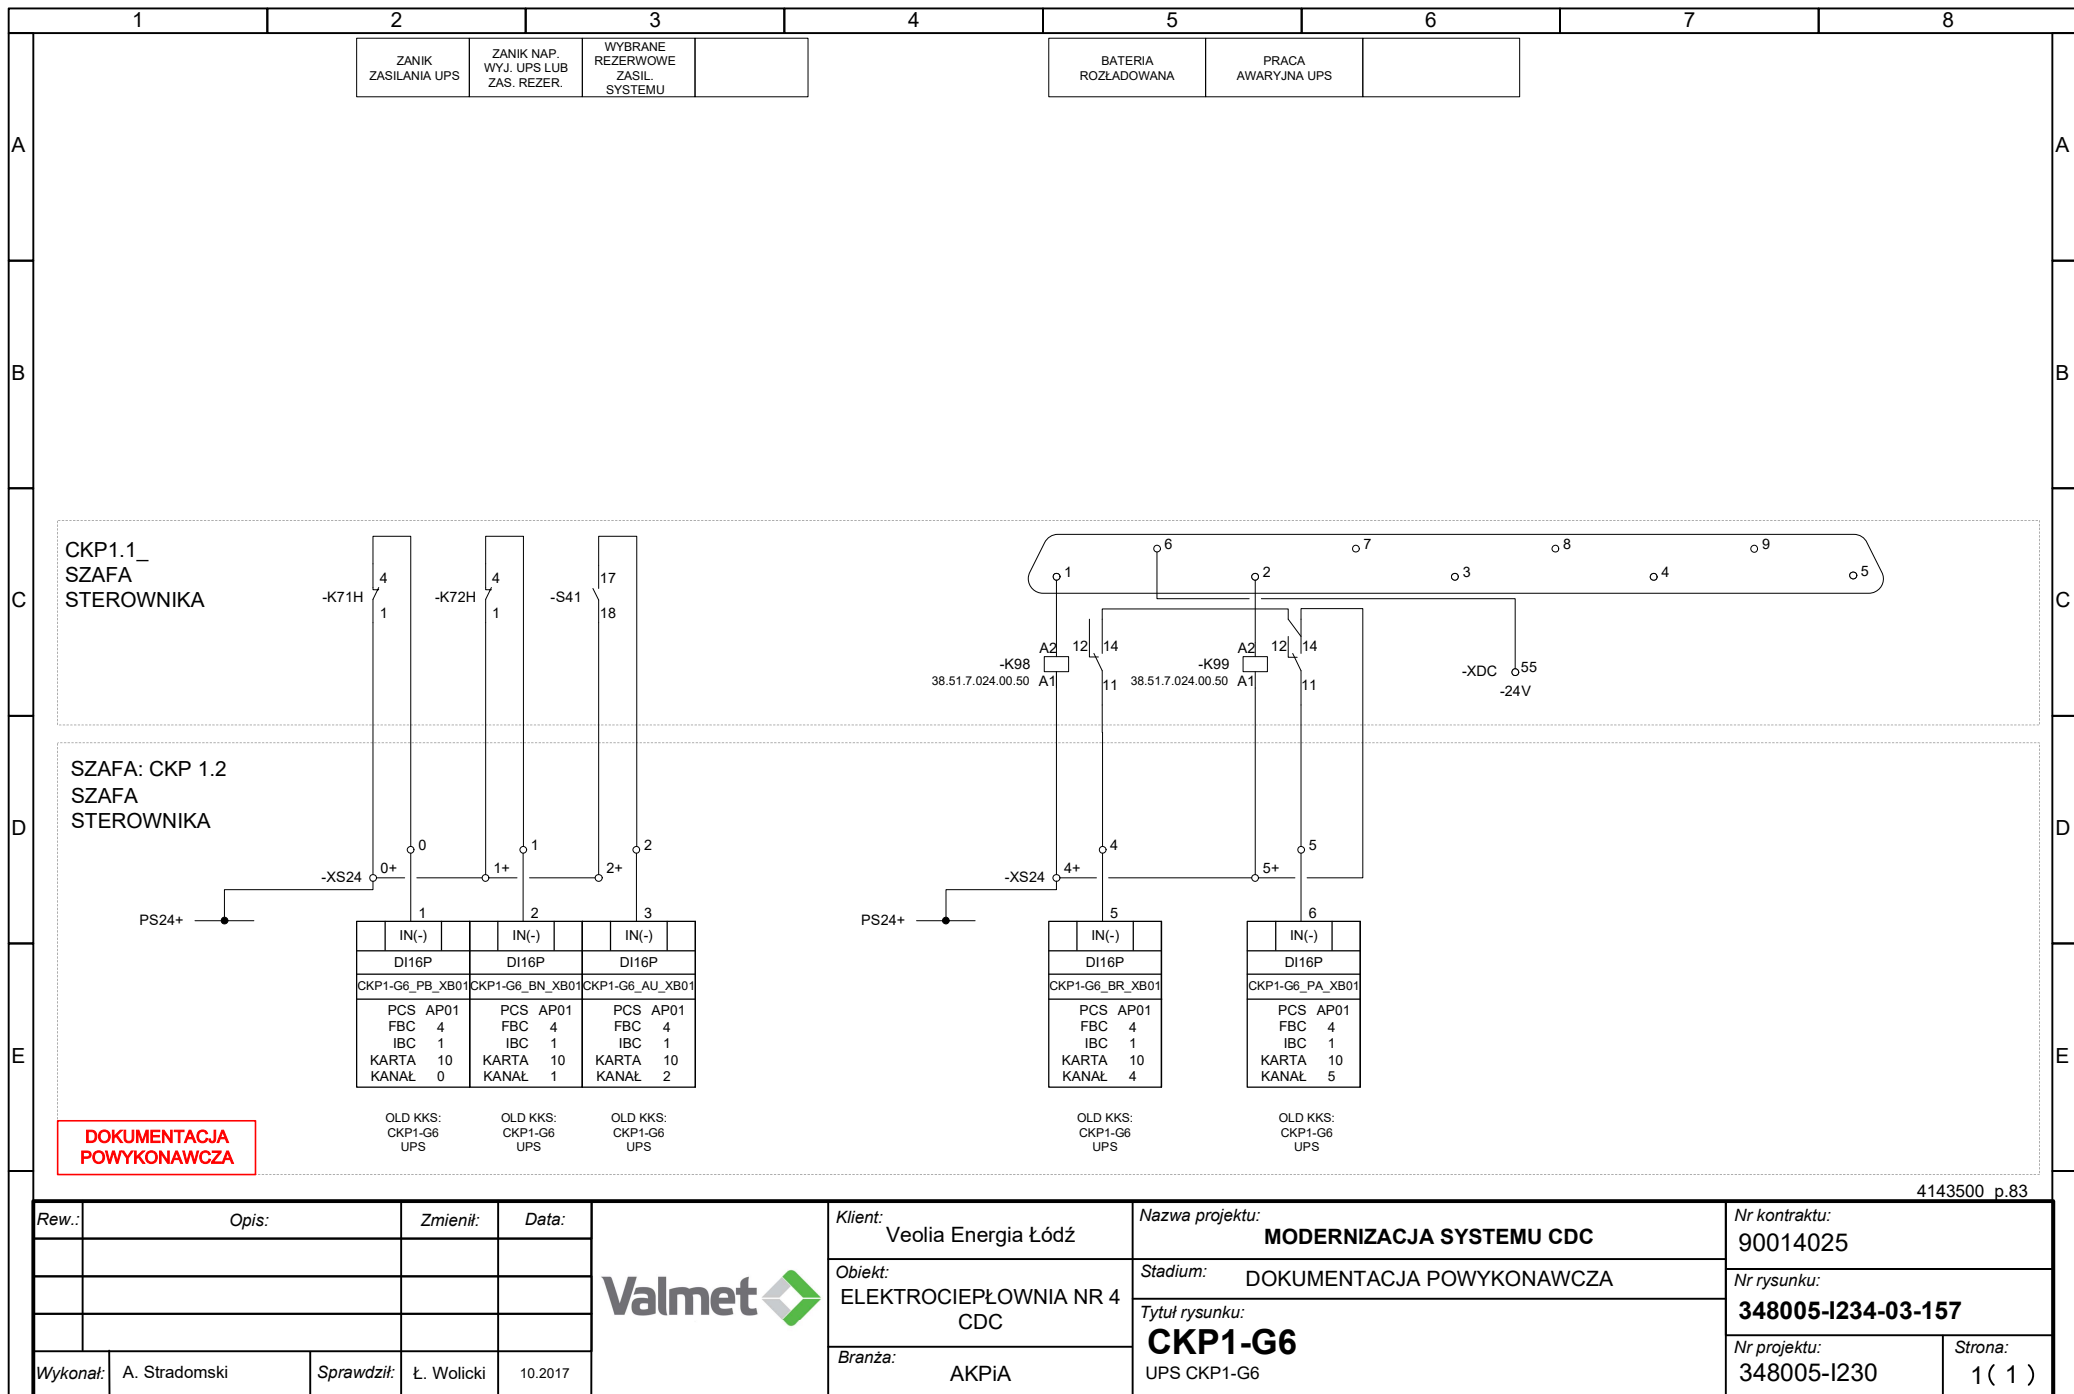 1 2 3 4 5 6 7 8
ZANIK
ZASILANIA UPS
ZANIK NAP.
WYJ. UPS LUB
ZAS. REZER.
WYBRANE
REZERWOWE
ZASIL.
SYSTEMU
BATERIA
ROZŁADOWANA
PRACA
AWARYJNA UPS
A A
B B
C C
D D
E E
CKP1.1_
SZAFA
STEROWNIKA
-K71H 4 1
-K72H 4 1
-S41 17 18
6 7 8 9
1 2 3 4 5
-K98 A2 A1
38.51.7.024.00.50
12 14 11
-K99 A2 A1
38.51.7.024.00.50
12 14 11
-XDC 55
-24V
SZAFA: CKP 1.2
SZAFA
STEROWNIKA
0 1 2 4 5
-XS24 0+ 1+ 2+
-XS24 4+ 5+
PS24+
PS24+
1 2 3 5 6
IN(-) IN(-) IN(-) IN(-) IN(-)
DI16P DI16P DI16P DI16P DI16P
CKP1-G6_PB_XB01 CKP1-G6_BN_XB01 CKP1-G6_AU_XB01 CKP1-G6_BR_XB01 CKP1-G6_PA_XB01
PCS AP01 PCS AP01 PCS AP01 PCS AP01 PCS AP01
FBC 4 FBC 4 FBC 4 FBC 4 FBC 4
IBC 1 IBC 1 IBC 1 IBC 1 IBC 1
KARTA 10 KARTA 10 KARTA 10 KARTA 10 KARTA 10
KANAŁ 0 KANAŁ 1 KANAŁ 2 KANAŁ 4 KANAŁ 5
OLD KKS: OLD KKS: OLD KKS: OLD KKS: OLD KKS:
CKP1-G6 CKP1-G6 CKP1-G6 CKP1-G6 CKP1-G6
UPS UPS UPS UPS UPS
DOKUMENTACJA
POWYKONAWCZA
4143500 p.83
Rew.: Opis: Zmienił: Data:
Wykonał: A. Stradomski Sprawdził: Ł. Wolicki 10.2017
Valmet
Klient:
Veolia Energia Łódź
Obiekt:
ELEKTROCIEPŁOWNIA NR 4
CDC
Branża:
AKPiA
Nazwa projektu:
MODERNIZACJA SYSTEMU CDC
Stadium: DOKUMENTACJA POWYKONAWCZA
Tytuł rysunku:
CKP1-G6
UPS CKP1-G6
Nr kontraktu:
90014025
Nr rysunku:
348005-I234-03-157
Nr projektu:
348005-I230
Strona:
1( 1 )